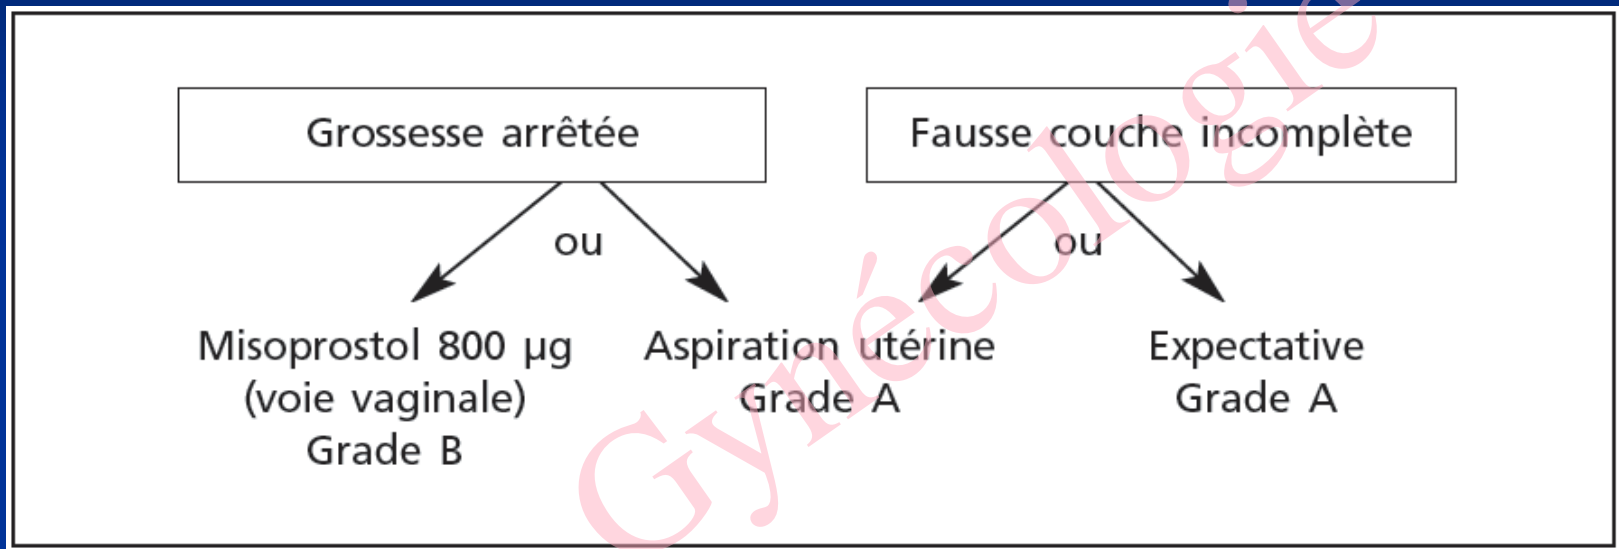 Grossesse arrêtée
Fausse couche incomplète
ou
ou
Misoprostol 800 µg
(voie vaginale)
Grade B
Aspiration utérine
Grade A
Expectative
Grade A
Gynécologie